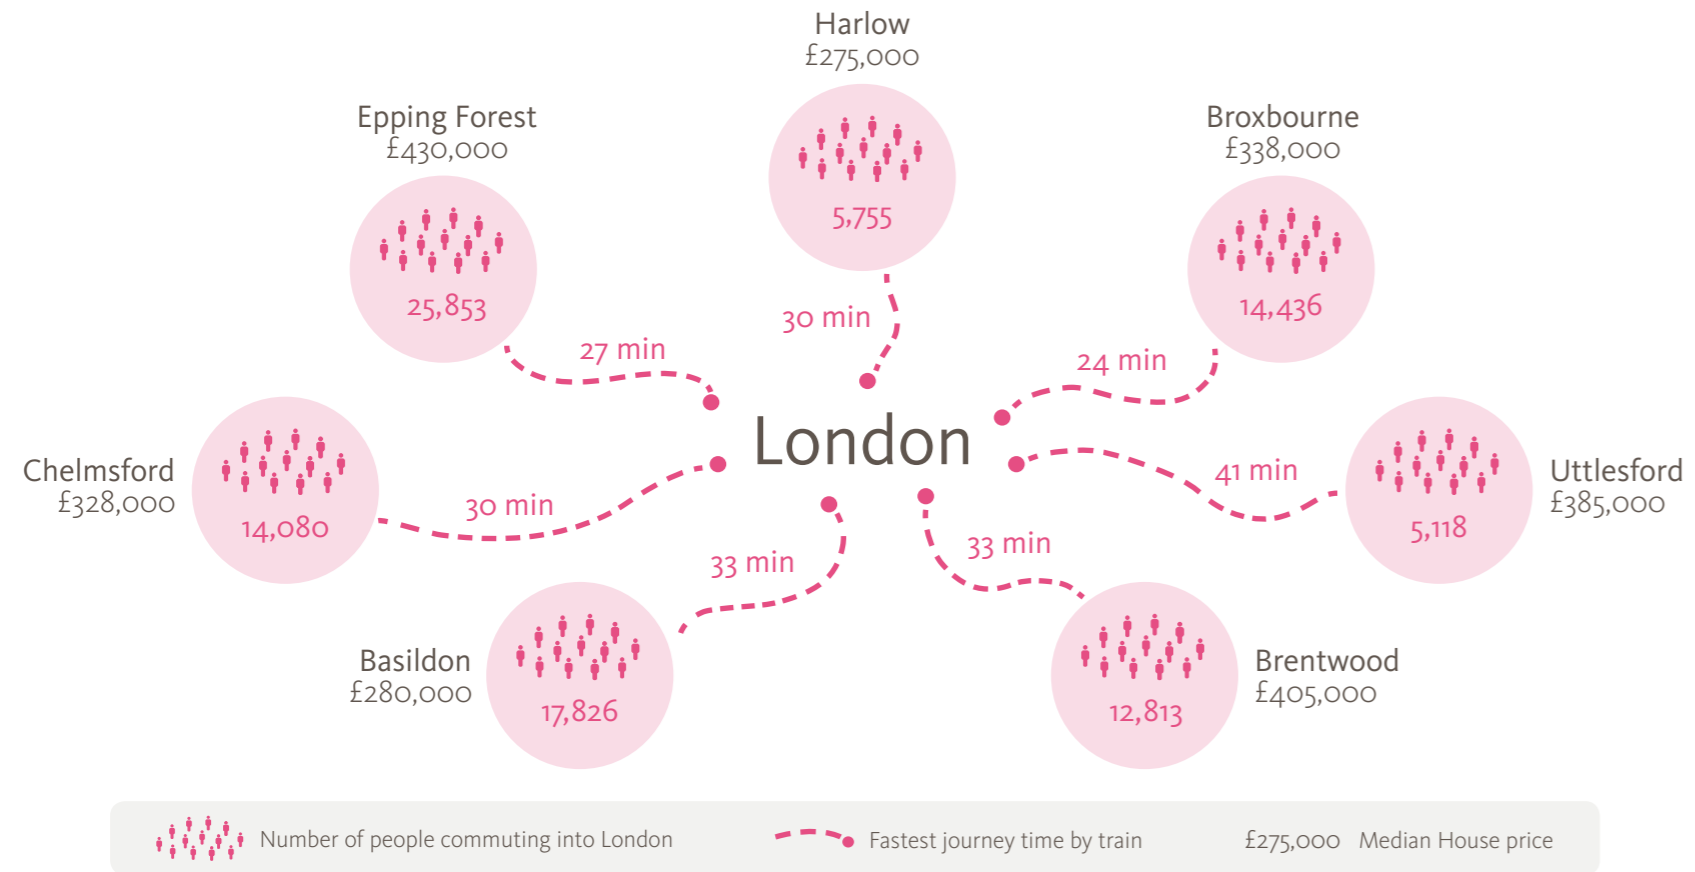 Harlow
£275,000
5,755
30 min
Epping Forest
£430,000
25,853
27 min
Broxbourne
£338,000
14,436
24 min
Chelmsford
£328,000
14,080
30 min
London
Uttlesford
£385,000
5,118
41 min
Basildon
£280,000
17,826
33 min
Brentwood
£405,000
12,813
33 min
Number of people commuting into London
Fastest journey time by train
£275,000 Median House price